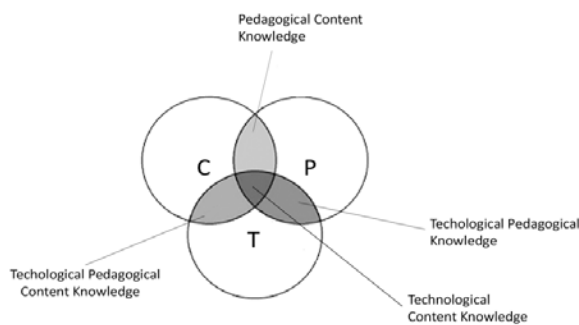 Pedagogical Content
Knowledge
C
P
T
Techological Pedagogical
Knowledge
Techological Pedagogical
Content Knowledge
Technological
Content Knowledge